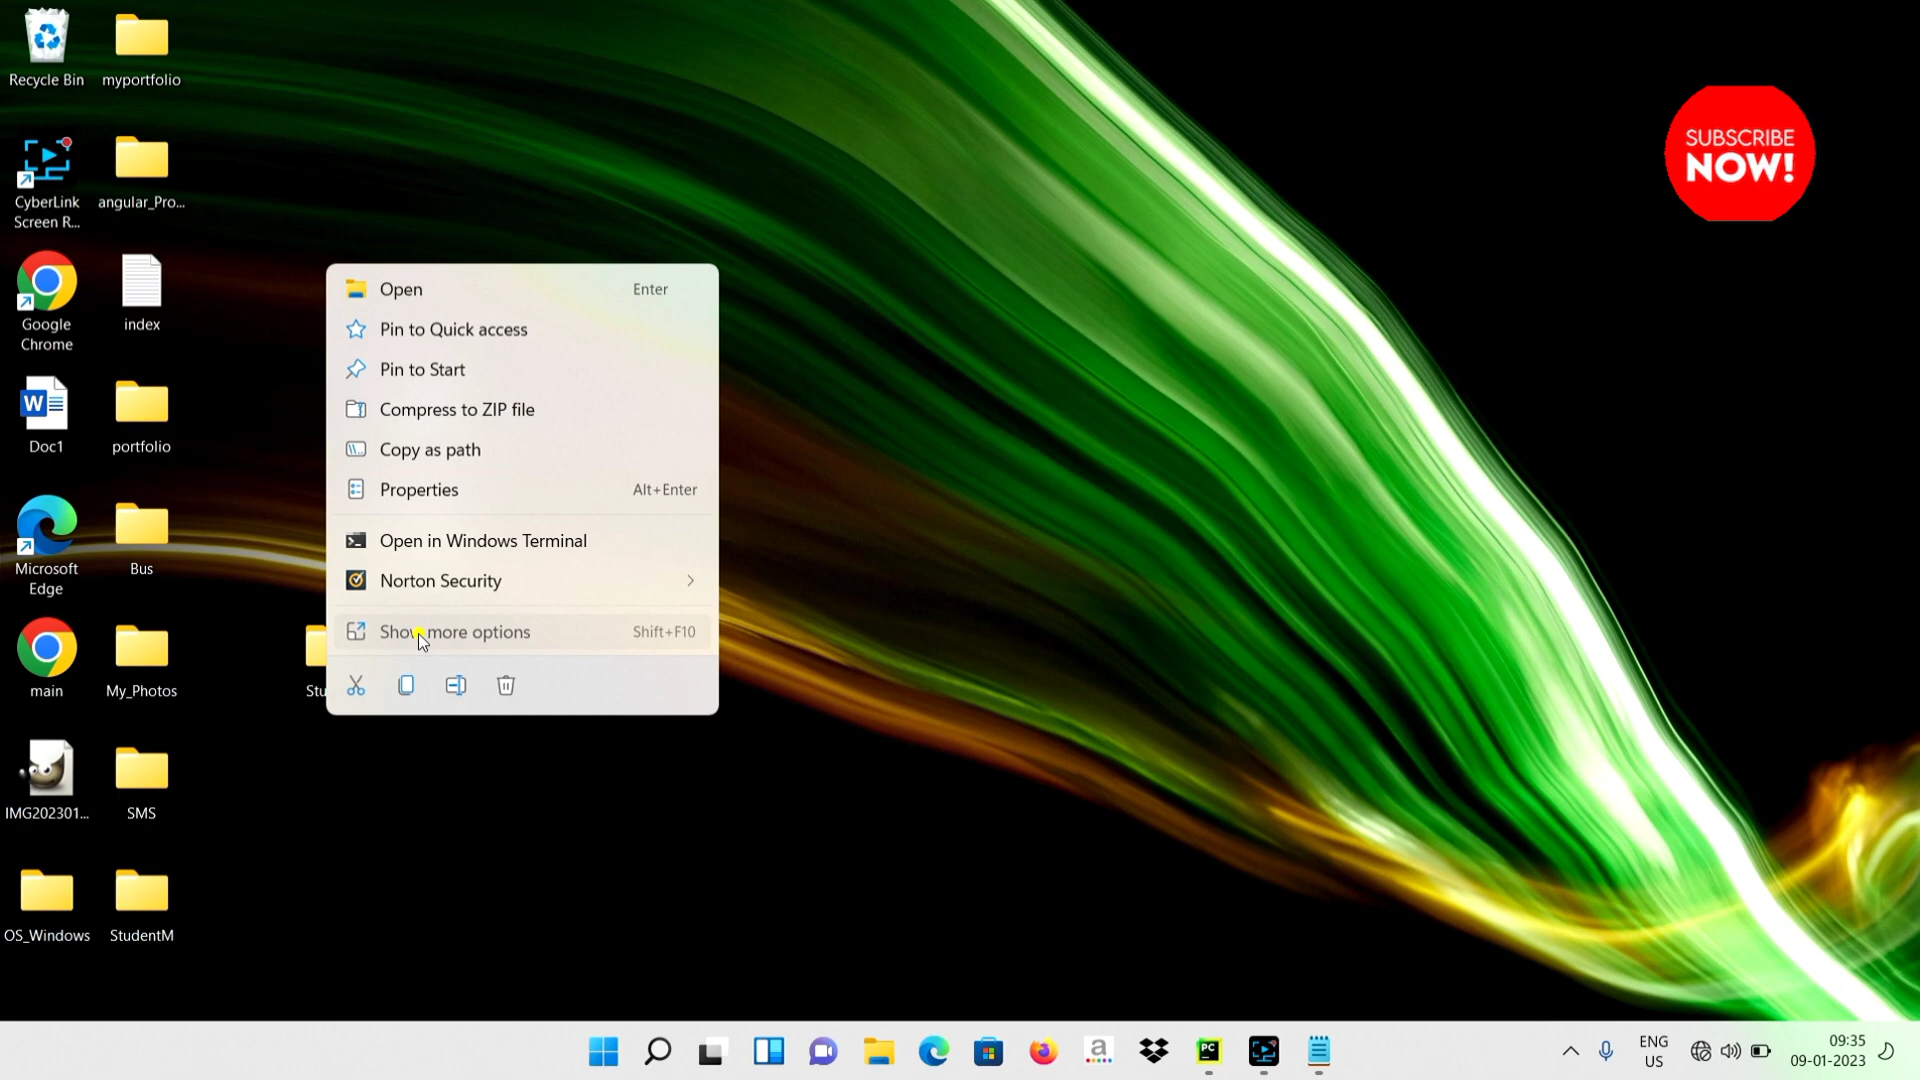 Recycle Bin
myportfolio
CyberLink
Screen R...
angular_Pro...
Google
Chrome
index
Doc1
portfolio
Microsoft
Edge
Bus
main
My_Photos
Stu
IMG202301...
SMS
OS_Windows
StudentM
Open Enter
Pin to Quick access
Pin to Start
Compress to ZIP file
Copy as path
Properties Alt+Enter
Open in Windows Terminal
Norton Security
Show more options Shift+F10
SUBSCRIBE
NOW!
a
PC
ENG
US
09:35
09-01-2023